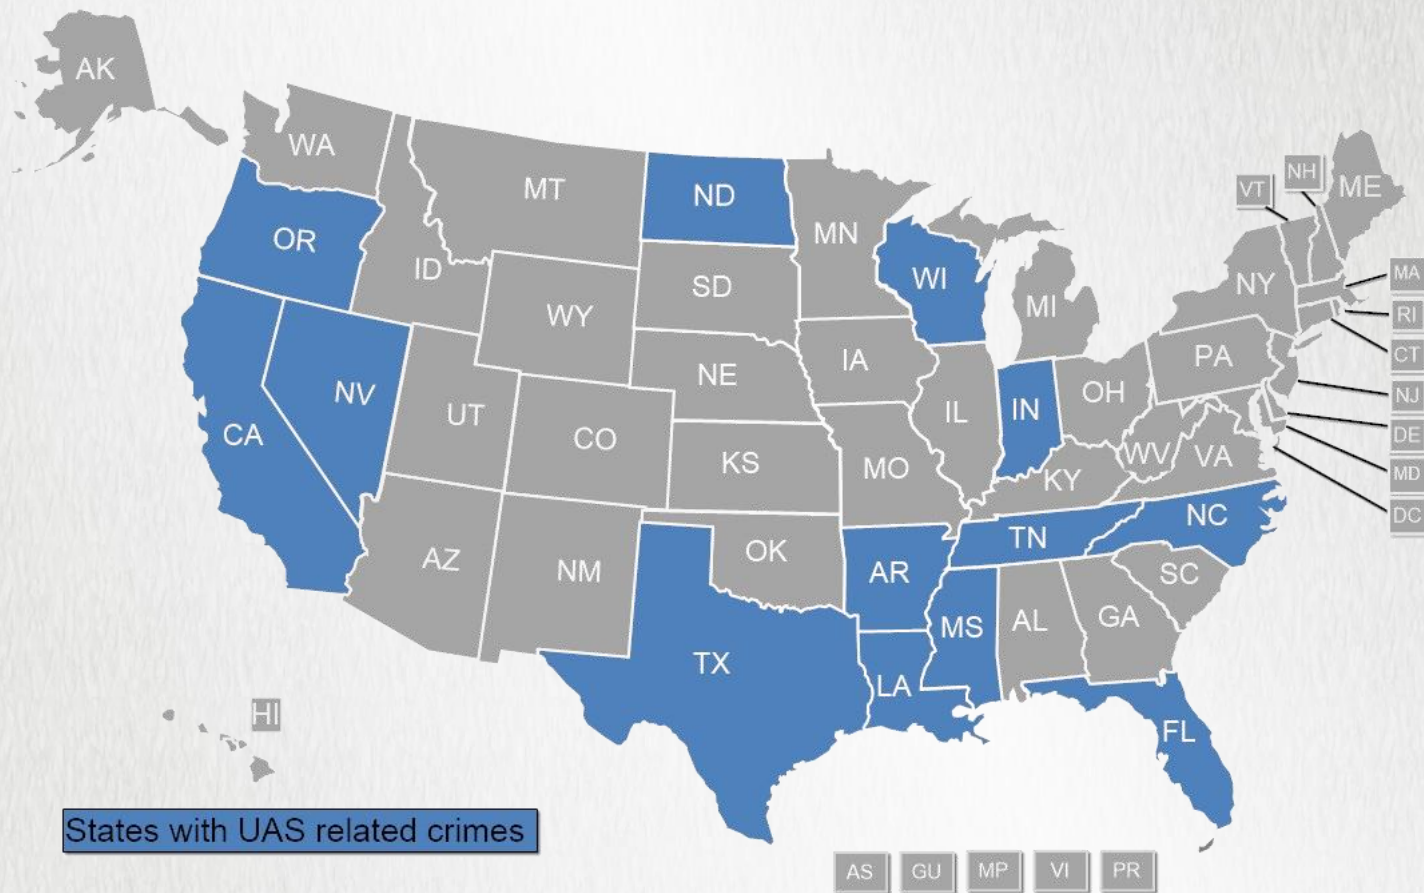 AK
WA
MT
ND
MN
VT
NH
ME
OR
ID
SD
WI
MI
NY
MA
WY
RI
IA
PA
CT
NV
NE
OH
NJ
UT
IL
IN
CA
CO
DE
KS
MO
WV
VA
MD
KY
DC
NC
TN
AZ
NM
OK
AR
SC
MS
AL
GA
TX
LA
HI
FL
States with UAS related crimes
AS
GU
MP
VI
PR